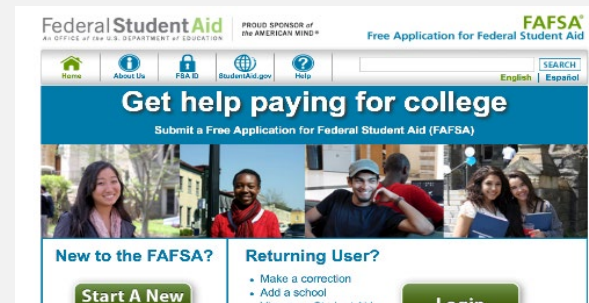 Federal Student Aid
An OFFICE of the U.S. DEPARTMENT of EDUCATION
PROUD SPONSOR of
the AMERICAN MIND®
FAFSA®
Free Application for Federal Student Aid
Home
About Us
FSA ID
StudentAid.gov
Help
SEARCH
English | Español
Get help paying for college
Submit a Free Application for Federal Student Aid (FAFSA)
New to the FAFSA?
Start A New
Returning User?
• Make a correction
• Add a school
Login